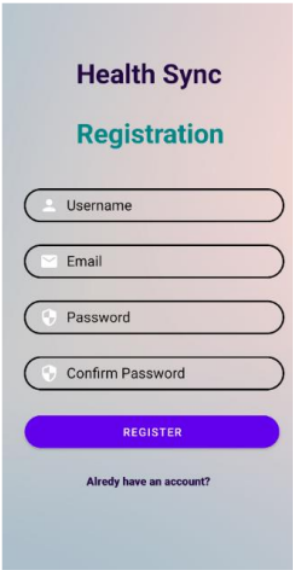 Health Sync
Registration
Username
Email
Password
Confirm Password
REGISTER
Alredy have an account?